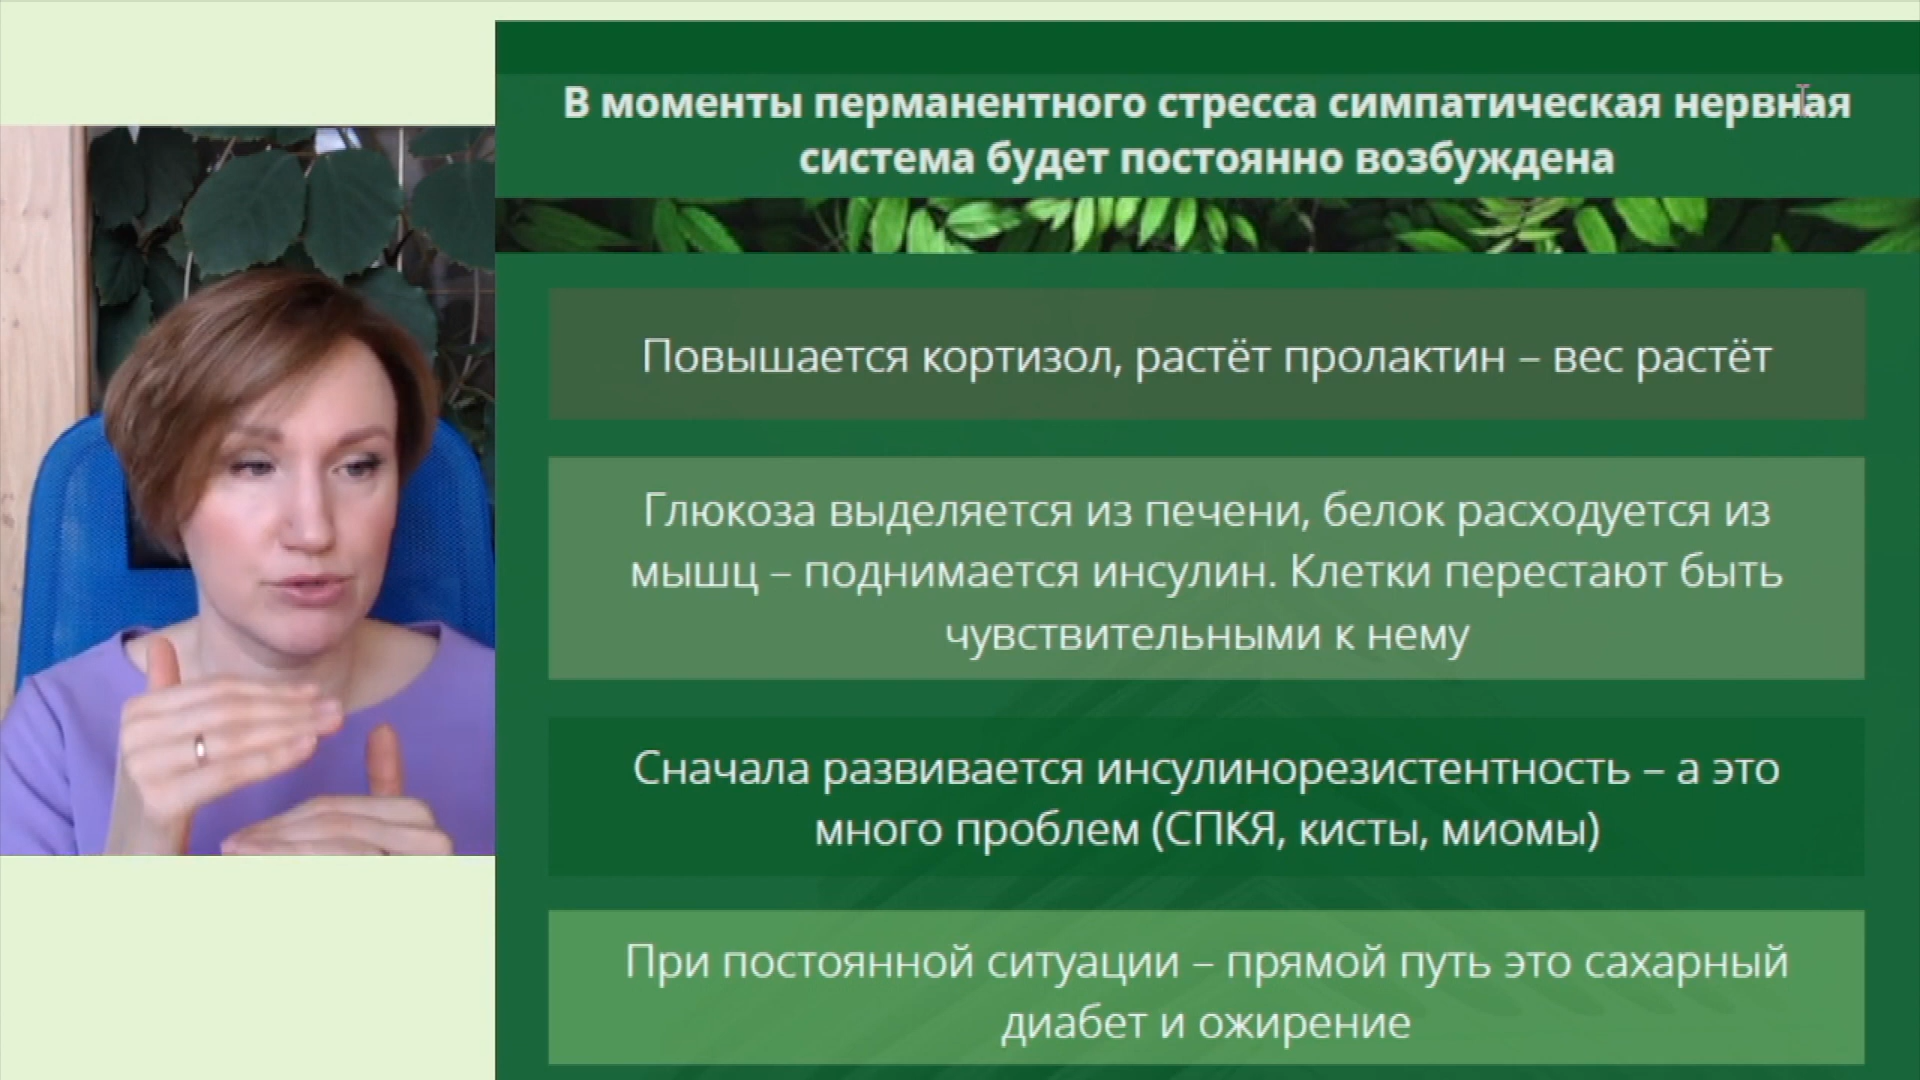 В моменты перманентного стресса симпатическая нервная
система будет постоянно возбуждена
Повышается кортизол, растёт пролактин – вес растёт
Глюкоза выделяется из печени, белок расходуется из
мышц – поднимается инсулин. Клетки перестают быть
чувствительными к нему
Сначала развивается инсулинорезистентность – а это
много проблем (СПКЯ, кисты, миомы)
При постоянной ситуации – прямой путь это сахарный
диабет и ожирение